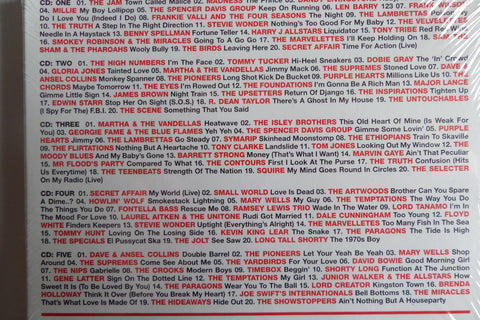 CD: ONE 01. THE JAM Town Called Malice 02. MADNESS The Prince 03.
04. MILLIE My Boy Lollipop 05. THE SPENCER DAVIS GROUP Keep On Running 06. LEN BARRY 123 07. FRANKIE WILSON
Do I Love You (Indeed I Do) 08. FRANKIE VALLI AND THE FOUR SEASONS The Night 09. THE LAMBRETTAS
10. THE TRUTH A Step In The Right Direction 11. STEVIE WONDER Nothing's Too Good For My Baby 12. THE VELVELETTES
Needle In A Haystack 13. BENNY SPELLMAN Fortune Teller 14. HARRY J ALLSTARS Liquidator 15. TONY TRIBE Red Red Wine
16. SMOKEY ROBINSON & THE MIRACLES Going To A Go Go 17. THE MARVELETTES I'll Keep Holding On 18. SAM THE
SHAM & THE PHAROAHS Wooly Bully 19. THE BIRDS Leaving Here 20. SECRET AFFAIR Time For Action (Live)
CD: TWO 01. THE HIGH NUMBERS I'm The Face 02. TOMMY TUCKER Hi-Heel Sneakers 03. DOBIE GRAY The 'In' Crowd
04. GLORIA JONES Tainted Love 05. MARTHA & THE VANDELLAS Jimmy Mack 06. THE SUPREMES Stoned Love 07. DAVE &
ANSEL COLLINS Monkey Spanner 08. THE PIONEERS Long Shot Kick De Bucket 09. PURPLE HEARTS Millions Like Us 10. THE
CHORDS Maybe Tomorrow 11. THE EYES I'm Rowed Out 12. THE FOUNDATIONS I'm Gonna Be A Rich Man 13. MAJOR LANCE
Gimme Little Sign 14. JAMES BROWN Night Train 15. THE UPSETTERS Return Of Django 16. THE INSPIRATIONS Tighten Up
17. EDWIN STARR Stop Her On Sight (S.O.S.) 18. R. DEAN TAYLOR There's A Ghost In My House 19. THE UNTOUCHABLES
(I Spy For The) F.B.I. 20. THE SCENE Something That You Said
CD: THREE 01. MARTHA & THE VANDELLAS Heatwave 02. THE ISLEY BROTHERS This Old Heart Of Mine (Is Weak For
You) 03. GEORGIE FAME & THE BLUE FLAMES Yeh Yeh 04. THE SPENCER DAVIS GROUP Gimme Some Lovin' 05. PURPLE
HEARTS Jimmy 06. THE LAMBRETTAS Go Steady 07. SYMARIP Skinhead Moonstomp 08. THE ETHIOPIANS Train To Skaville
09. THE FLIRTATIONS Nothing But A Heartache 10. TONY CLARKE Landslide 11. TOM JONES Looking Out My Window 12. THE
MOODY BLUES And My Baby's Gone 13. BARRETT STRONG Money (That's What I Want) 14. MARVIN GAYE Ain't That Peculiar
15. MR FLOOD'S PARTY Compared To What 16. THE CONTOURS First I Look At The Purse 17. THE TRUTH Confusion (Hits
Us Everytime) 18. THE TEENBEATS Strength Of The Nation 19. SQUIRE My Mind Goes Round In Circles 20. THE SELECTER
On My Radio (Live)
CD: FOUR 01. SECRET AFFAIR My World (Live) 02. SMALL WORLD Love Is Dead 03. THE ARTWOODS Brother Can You Spare
A Dime..? 04. HOWLIN' WOLF Smokestack Lightning 05. MARY WELLS My Guy 06. THE TEMPTATIONS The Way You Do
The Things You Do 07. FONTELLA BASS Rescue Me 08. RAMSEY LEWIS TRIO Wade In The Water 09. LORD TANAMO I'm In
The Mood For Love 10. LAUREL AITKEN & THE UNITONE Rudi Got Married 11. DALE CUNNINGHAM Too Young 12. FLOYD
WHITE Finders Keepers 13. STEVIE WONDER Uptight (Everything's Alright) 14. THE MARVELETTES Too Many Fish In The Sea
15. TOMMY HUNT Loving On The Losing Side 16. KEVIN KING LEAR The Snake 17. THE PARAGONS The Tide Is High
18. THE SPECIALS El Pussycat Ska 19. THE JOLT See Saw 20. LONG TALL SHORTY The 1970s Boy
CD: FIVE 01. DAVE & ANSEL COLLINS Double Barrel 02. THE PIONEERS Let Your Yeah Be Yeah 03. MARY WELLS Shop
Around 04. THE SUPREMES Come See About Me 05. THE YARDBIRDS For Your Love 06. DAVID BOWIE Good Morning Girl
07. THE NIPS Gabrielle 08. THE CROOKS Modern Boys 09. TIMEBOX Beggin' 10. SHORTY LONG Function At The Junction
11. GENE LATTER Sign On The Dotted Line 12. THE TEMPTATIONS My Girl 13. JUNIOR WALKER & THE ALLSTARS How
Sweet It Is (To Be Loved By You) 14. THE PARAGONS Wear You To The Ball 15. LORD CREATOR Kingston Town 16. BRENDA
HOLLOWAY Think It Over (Before You Break My Heart) 17. JOE SWIFT'S INTERNATIONALS Bell Bottoms 18. THE MIRACLES
That's What Love Is Made Of 19. THE HIDEAWAYS Hide Out 20. THE SHOWSTOPPERS Ain't Nothing But A Houseparty